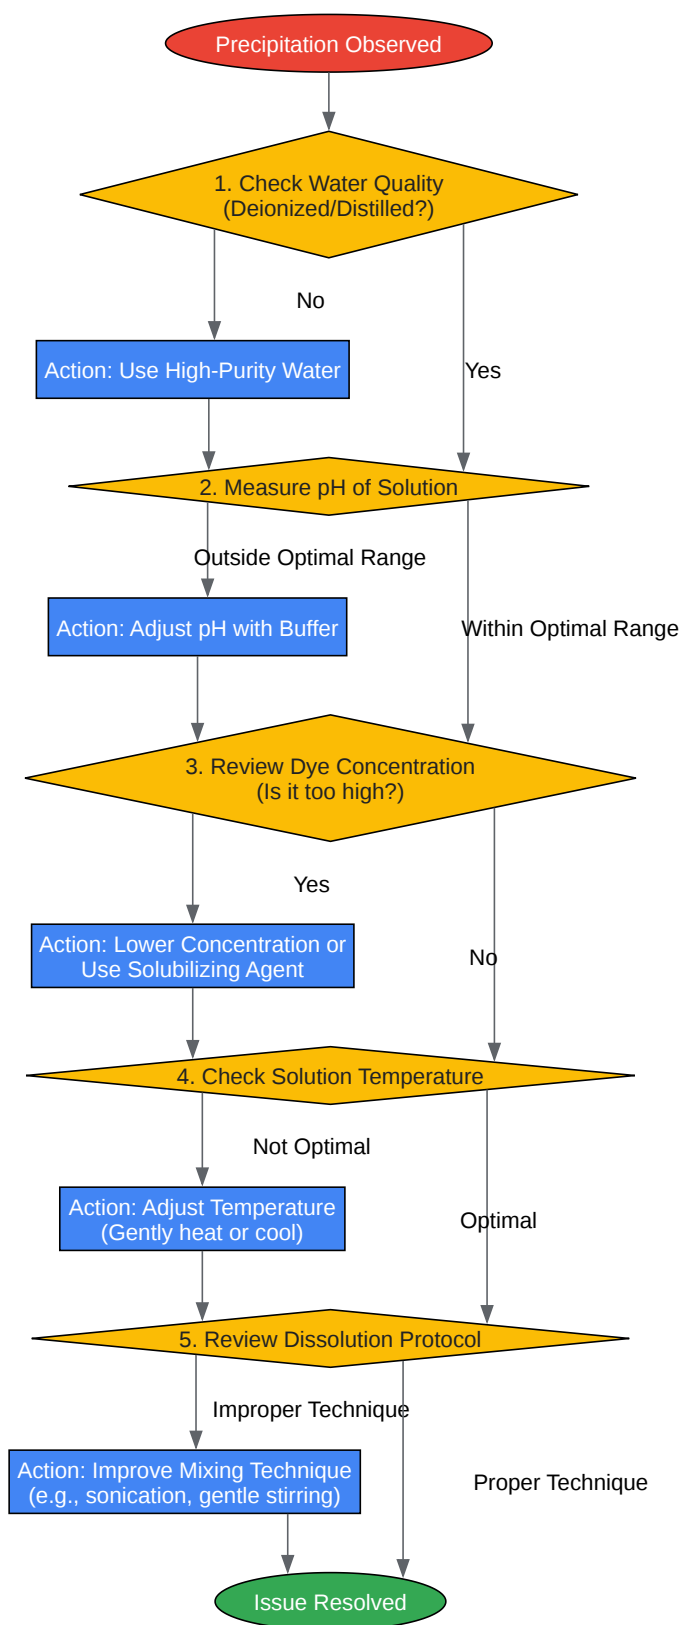 Precipitation Observed
1. Check Water Quality
(Deionized/Distilled?)
No
Action: Use High-Purity Water
Yes
2. Measure pH of Solution
Outside Optimal Range
Action: Adjust pH with Buffer
Within Optimal Range
3. Review Dye Concentration
(Is it too high?)
Yes
Action: Lower Concentration or
Use Solubilizing Agent
No
4. Check Solution Temperature
Not Optimal
Action: Adjust Temperature
(Gently heat or cool)
Optimal
5. Review Dissolution Protocol
Improper Technique
Action: Improve Mixing Technique
(e.g., sonication, gentle stirring)
Proper Technique
Issue Resolved